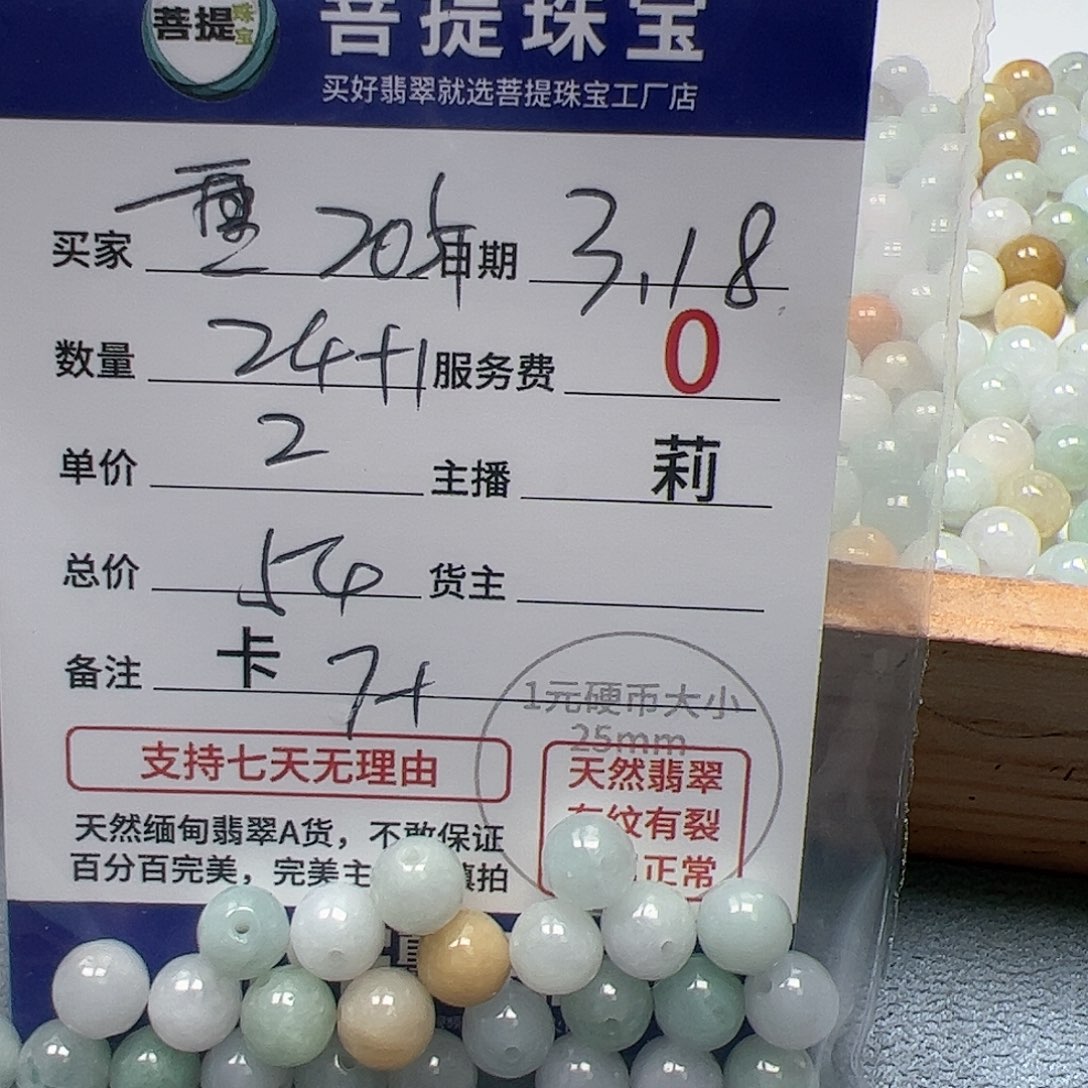 菩提珠宝
菩提珠宝
买好翡翠就选菩提珠宝工厂店
买家 日期 3.18
数量 24+1 服务费 0
单价 2 主播 莉
总价 54 货主
备注 卡 7+
1元硬币大小
25mm
支持七天无理由
天然翡翠
纹有裂
正常
天然缅甸翡翠A货，不敢保证
百分百完美，完美主 慎拍